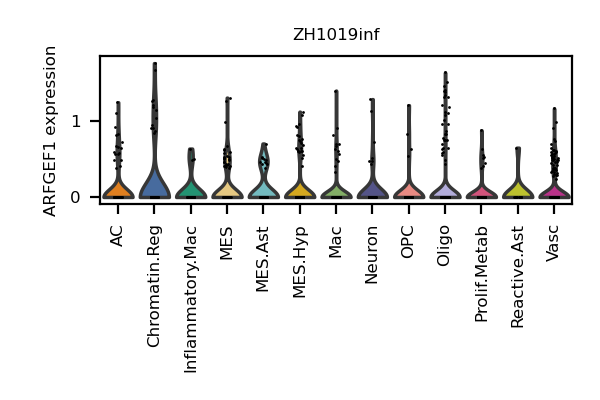 ZH1019inf
ARFGEF1 expression
1
0
AC
Chromatin.Reg
Inflammatory.Mac
MES
MES.Ast
MES.Hyp
Mac
Neuron
OPC
Oligo
Prolif.Metab
Reactive.Ast
Vasc